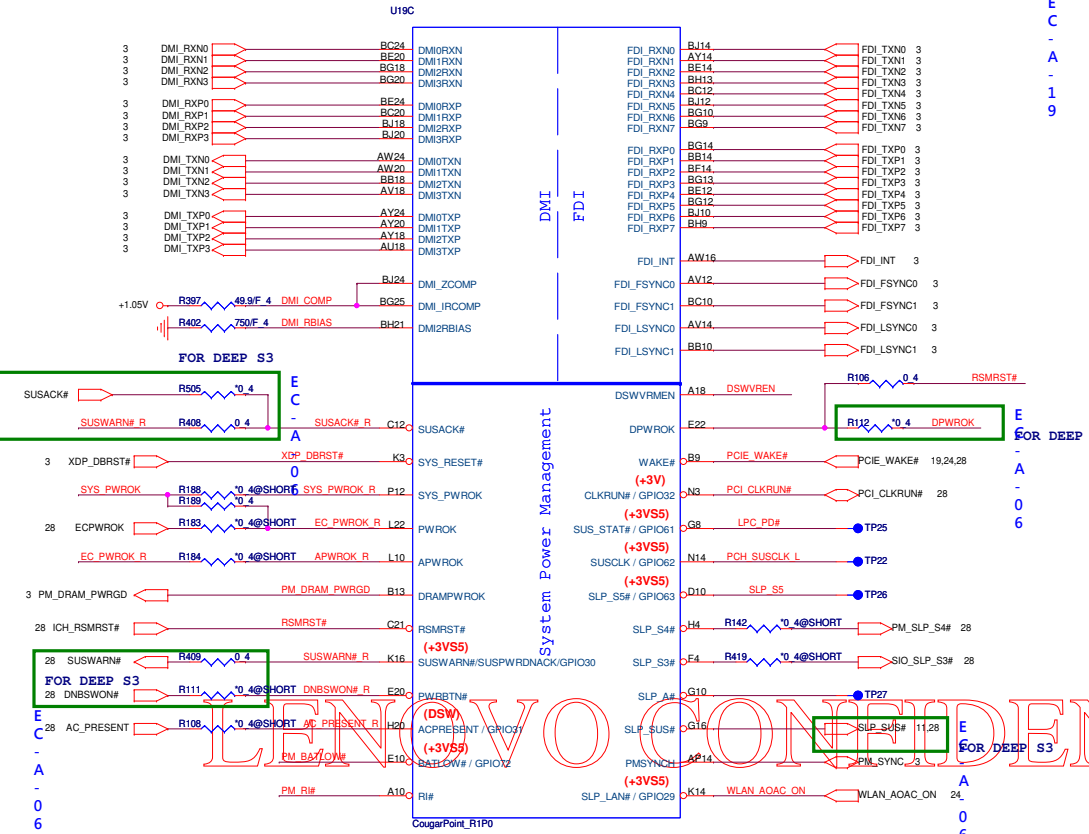 U19C
3 DMI_RXN0 BC24 DMI0RXN FDI_RXN0 BJ14 FDI_TXN0 3
3 DMI_RXN1 BE20 DMI1RXN FDI_RXN1 AY14 FDI_TXN1 3
3 DMI_RXN2 BG18 DMI2RXN FDI_RXN2 BE14 FDI_TXN2 3
3 DMI_RXN3 BG20 DMI3RXN FDI_RXN3 BH13 FDI_TXN3 3
FDI_RXN4 BC12 FDI_TXN4 3
3 DMI_RXP0 BE24 DMI0RXP FDI_RXN5 BJ12 FDI_TXN5 3
3 DMI_RXP1 BC20 DMI1RXP FDI_RXN6 BG10 FDI_TXN6 3
3 DMI_RXP2 BJ18 DMI2RXP FDI_RXN7 BG9 FDI_TXN7 3
3 DMI_RXP3 BJ20 DMI3RXP
FDI_RXP0 BG14 FDI_TXP0 3
3 DMI_TXN0 AW24 DMI0TXN FDI_RXP1 BB14 FDI_TXP1 3
3 DMI_TXN1 AW20 DMI1TXN FDI_RXP2 BF14 FDI_TXP2 3
3 DMI_TXN2 BB18 DMI2TXN FDI_RXP3 BG13 FDI_TXP3 3
3 DMI_TXN3 AV18 DMI3TXN FDI_RXP4 BE12 FDI_TXP4 3
FDI_RXP5 BG12 FDI_TXP5 3
3 DMI_TXP0 AY24 DMI0TXP FDI_RXP6 BJ10 FDI_TXP6 3
3 DMI_TXP1 AY20 DMI1TXP FDI_RXP7 BH9 FDI_TXP7 3
3 DMI_TXP2 AY18 DMI2TXP
3 DMI_TXP3 AU18 DMI3TXP
DMI
FDI
FDI_INT AW16 FDI_INT 3
BJ24 DMI_ZCOMP FDI_FSYNC0 AV12 FDI_FSYNC0 3
+1.05V R397 49.9/F_4 DMI_COMP BG25 DMI_IRCOMP FDI_FSYNC1 BC10 FDI_FSYNC1 3
R402 750/F_4 DMI_RBIAS BH21 DMI2RBIAS FDI_LSYNC0 AV14 FDI_LSYNC0 3
FDI_LSYNC1 BB10 FDI_LSYNC1 3
FOR DEEP S3
R106 0_4 RSMRST#
SUSACK# R505 *0_4 DSWVRMEN A18 DSWVREN
SUSWARN#_R R408 0_4 SUSACK#_R C12 SUSACK# DPWROK E22 R112 *0_4 DPWROK
FOR DEEP
3 XDP_DBRST# XDP_DBRST# K3 SYS_RESET# WAKE# B9 PCIE_WAKE# PCIE_WAKE# 19,24,28
(+3V)
SYS_PWROK R188 *0_4@SHORT SYS_PWROK_R P12 SYS_PWROK CLKRUN# / GPIO32 N3 PCI_CLKRUN# PCI_CLKRUN# 28
R189 *0_4
(+3VS5)
28 ECPWROK R183 *0_4@SHORT EC_PWROK_R L22 PWROK SUS_STAT# / GPIO61 G8 LPC_PD# TP25
(+3VS5)
EC_PWROK_R R184 *0_4@SHORT APWROK_R L10 APWROK SUSCLK / GPIO62 N14 PCH_SUSCLK_L TP22
(+3VS5)
3 PM_DRAM_PWRGD PM_DRAM_PWRGD B13 DRAMPWROK SLP_S5# / GPIO63 D10 SLP_S5 TP26
28 ICH_RSMRST# RSMRST# C21 RSMRST# SLP_S4# H4 R142 *0_4@SHORT PM_SLP_S4# 28
(+3VS5)
28 SUSWARN# R409 0_4 SUSWARN#_R K16 SUSWARN#/SUSPWRDNACK/GPIO30 SLP_S3# F4 R419 *0_4@SHORT SIO_SLP_S3# 28
FOR DEEP S3
28 DNBSWON# R111 *0_4@SHORT DNBSWON#_R E20 PWRBTN# SLP_A# G10 TP27
(DSW)
28 AC_PRESENT R108 *0_4@SHORT AC_PRESENT_R H20 ACPRESENT / GPIO31 SLP_SUS# G16 SLP_SUS# 11,28
(+3VS5)
FOR DEEP S3
PM_BATLOW# E10 BATLOW# / GPIO72 PMSYNCH AP14 PM_SYNC 3
(+3VS5)
PM_RI# A10 RI# SLP_LAN# / GPIO29 K14 WLAN_AOAC_ON WLAN_AOAC_ON 24
CougarPoint_R1P0
System Power Management
EC-A-19
EC-A-06
EC-A-06
EC-A-06
EC-A-06
LENOVO CONFIDEN